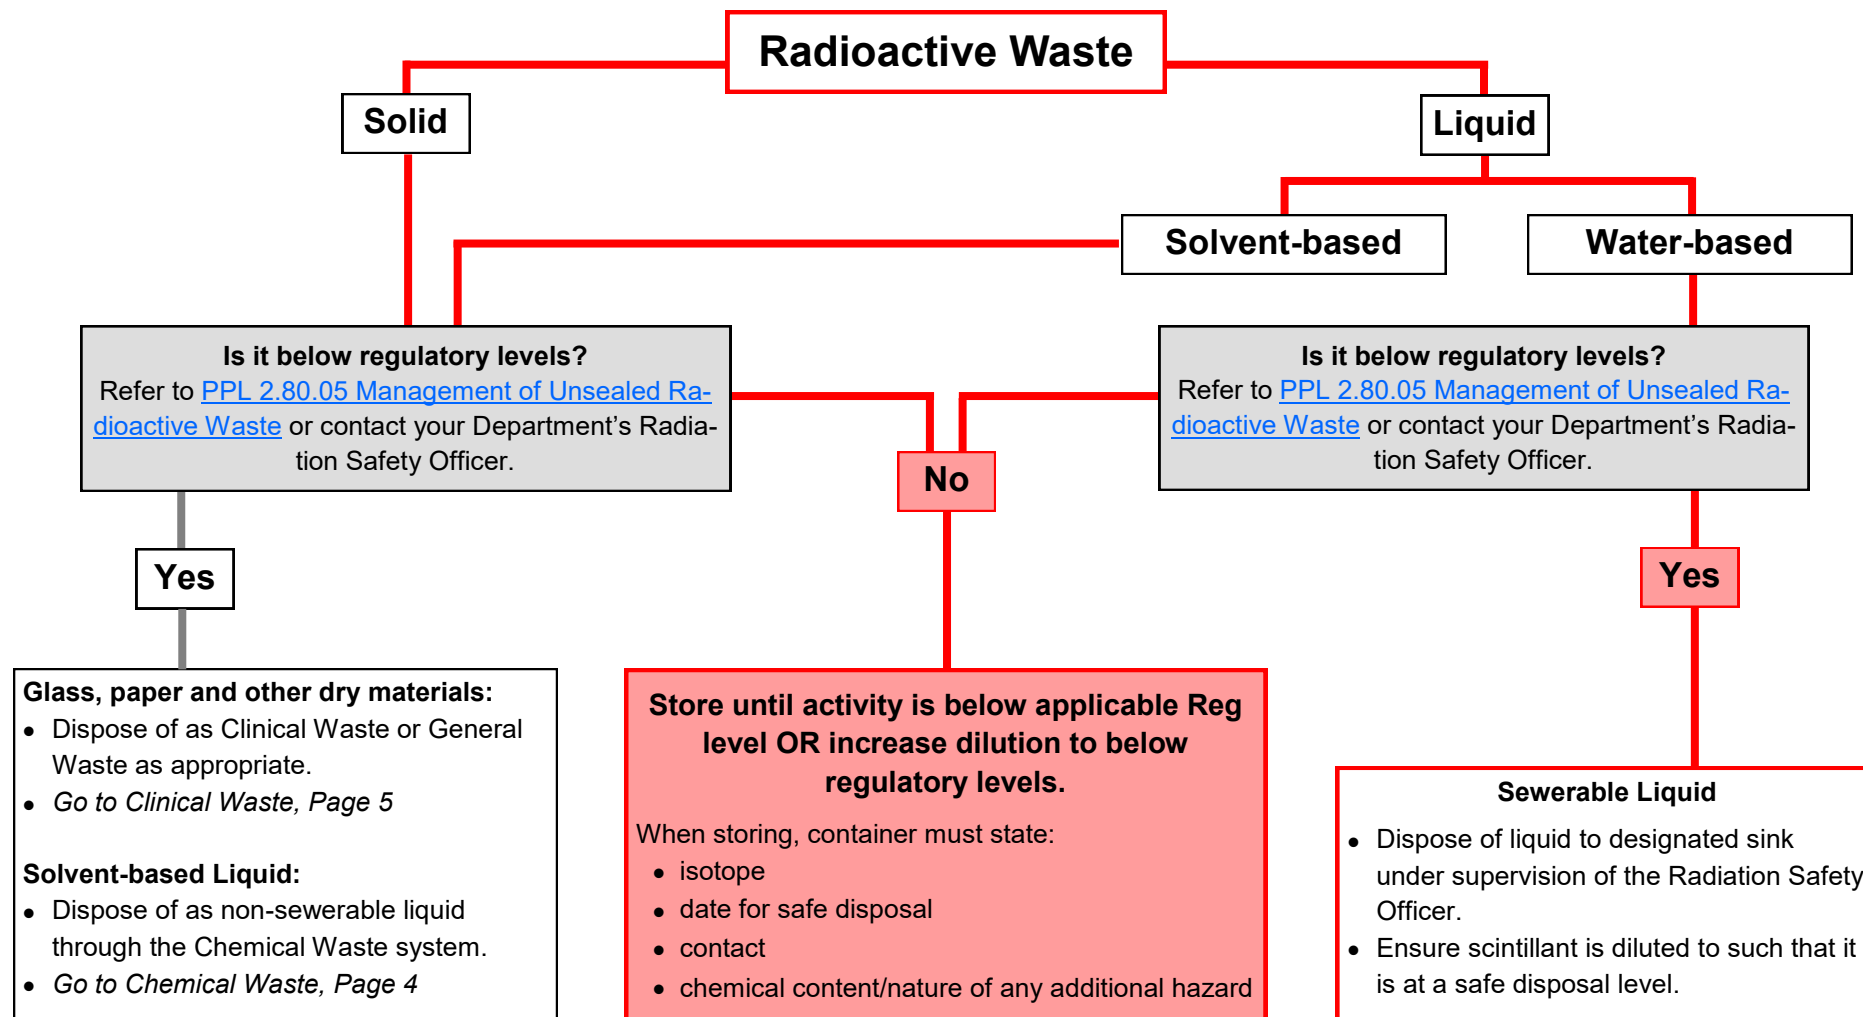 Radioactive Waste
Solid
Liquid
Solvent-based
Water-based
Is it below regulatory levels?
Refer to PPL 2.80.05 Management of Unsealed Ra-
dioactive Waste or contact your Department’s Radia-
tion Safety Officer.
Is it below regulatory levels?
Refer to PPL 2.80.05 Management of Unsealed Ra-
dioactive Waste or contact your Department’s Radia-
tion Safety Officer.
No
Yes
Yes
Glass, paper and other dry materials:
• Dispose of as Clinical Waste or General
Waste as appropriate.
• Go to Clinical Waste, Page 5
Solvent-based Liquid:
• Dispose of as non-sewerable liquid
through the Chemical Waste system.
• Go to Chemical Waste, Page 4
Store until activity is below applicable Reg
level OR increase dilution to below
regulatory levels.
When storing, container must state:
• isotope
• date for safe disposal
• contact
• chemical content/nature of any additional hazard
Sewerable Liquid
• Dispose of liquid to designated sink
under supervision of the Radiation Safety
Officer.
• Ensure scintillant is diluted to such that it
is at a safe disposal level.